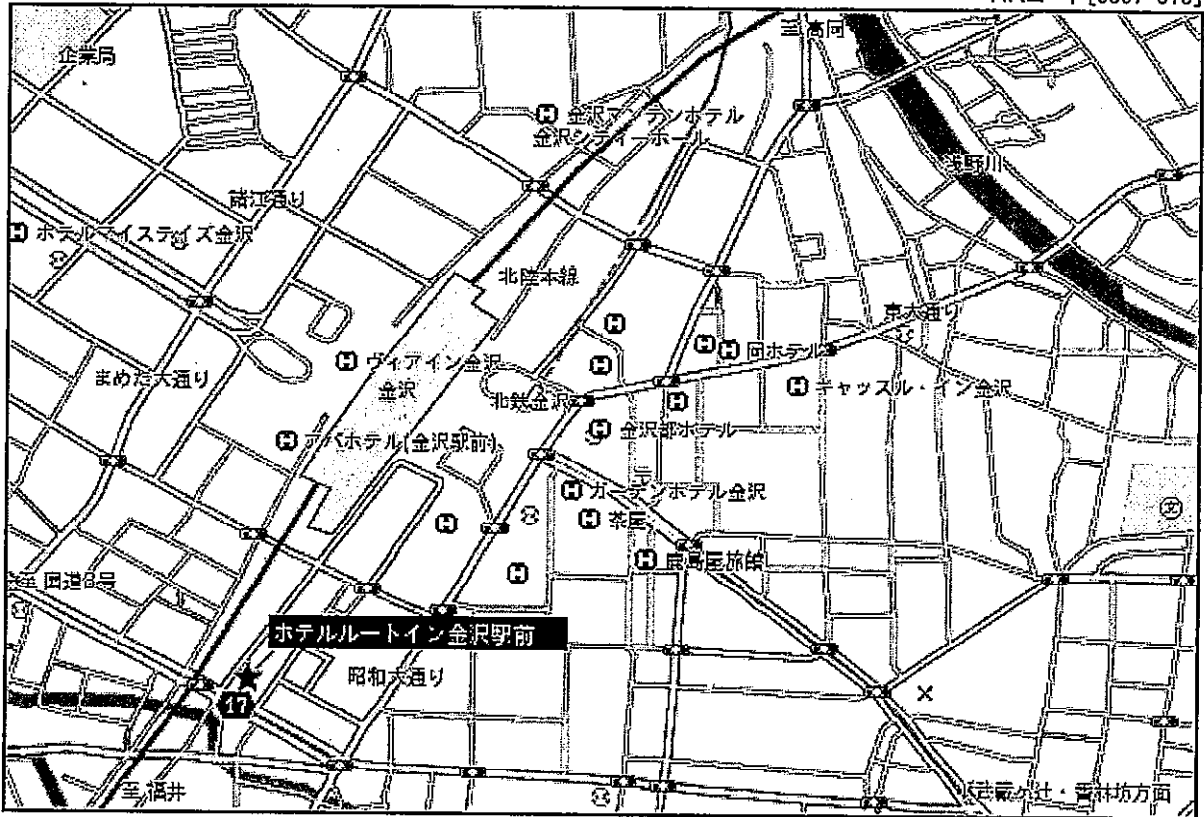 至高岡
企業局
H 金沢マンテンホテル
金沢シティーホール
浅野川
諸江通り
H ホテルマイステイズ金沢
北陸本線
東大通り
H
H ヴィアイン金沢
H H 岡ホテル
H
まめだ大通り
金沢
北鉄金沢
H
H キャッスル・イン金沢
H アパホテル(金沢駅前)
H 金沢都ホテル
H ガーデンホテル金沢
文
H
H 茶屋
H 鹿島屋旅館
H
至国道8号
ホテルルートイン金沢駅前
昭和大通り
17
至福井
武蔵ヶ辻・香林坊方面